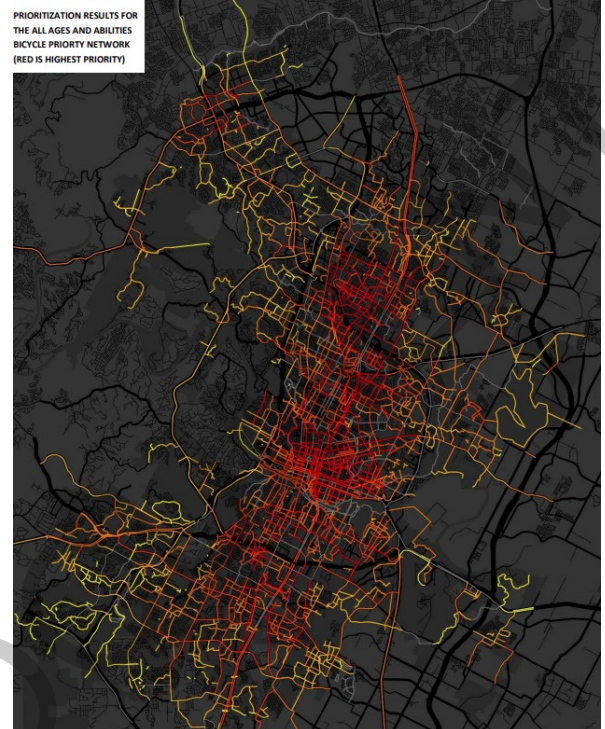 PRIORITIZATION RESULTS FOR
THE ALL AGES AND ABILITIES
BICYCLE PRIORTY NETWORK
(RED IS HIGHEST PRIORITY)